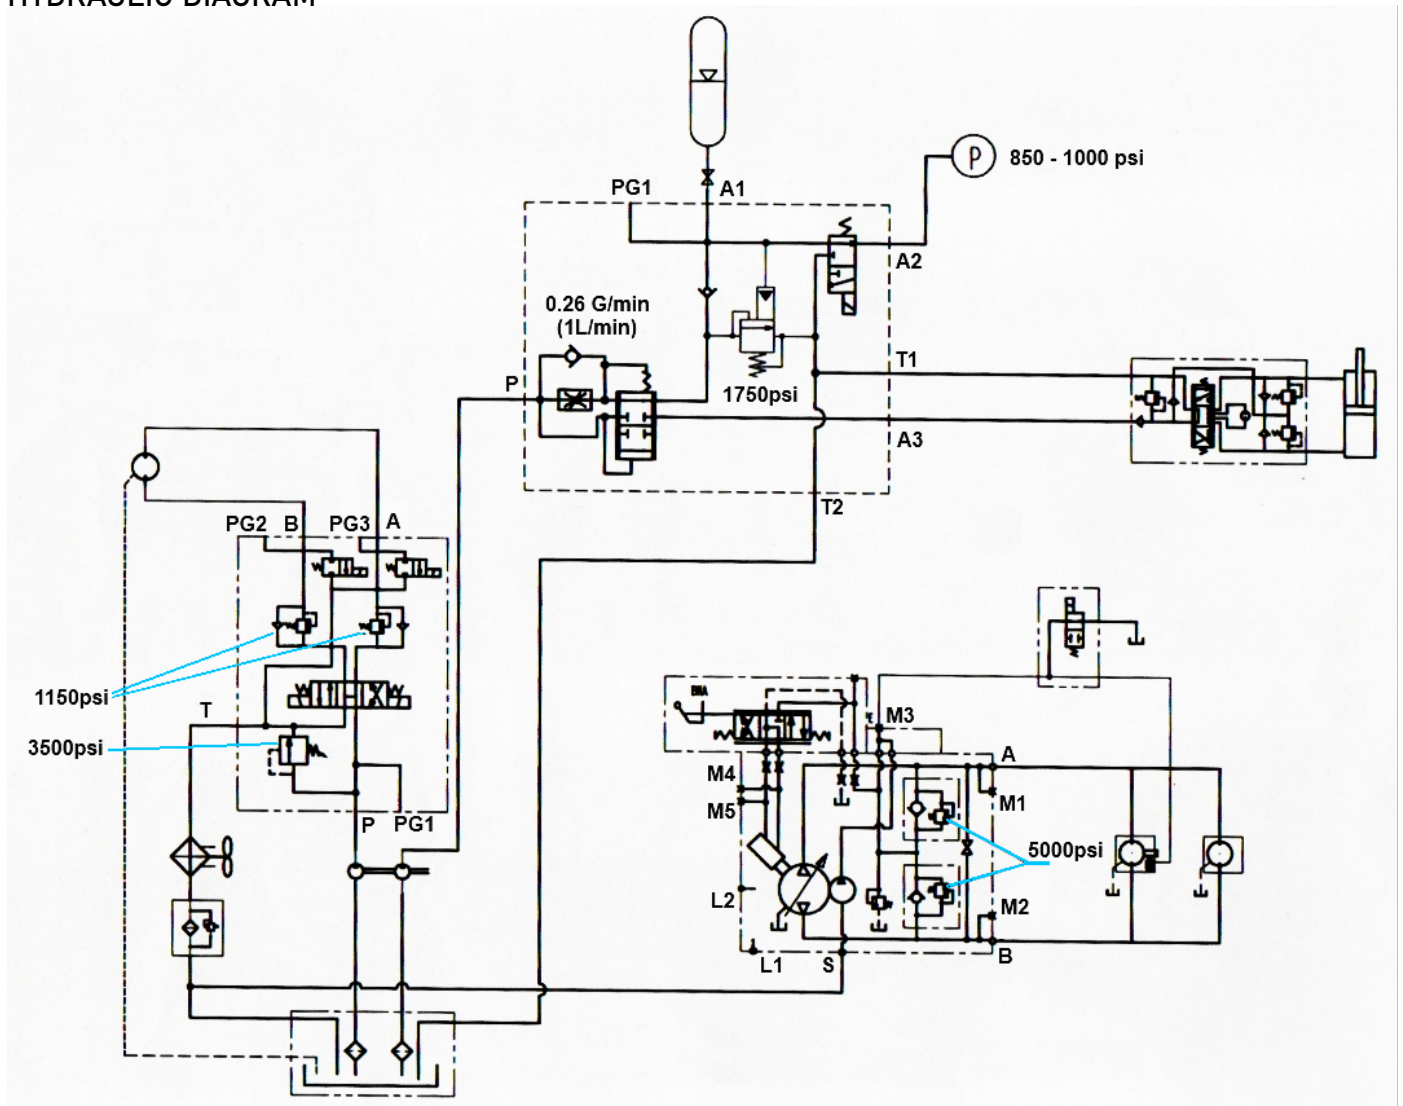 HYDRAULIC DIAGRAM
P
850 - 1000 psi
PG1
A1
A2
0.26 G/min
(1L/min)
P
1750psi
T1
A3
T2
PG2
B
PG3
A
1150psi
T
3500psi
P
PG1
M3
M4
M5
A
M1
5000psi
L2
M2
L1
S
B